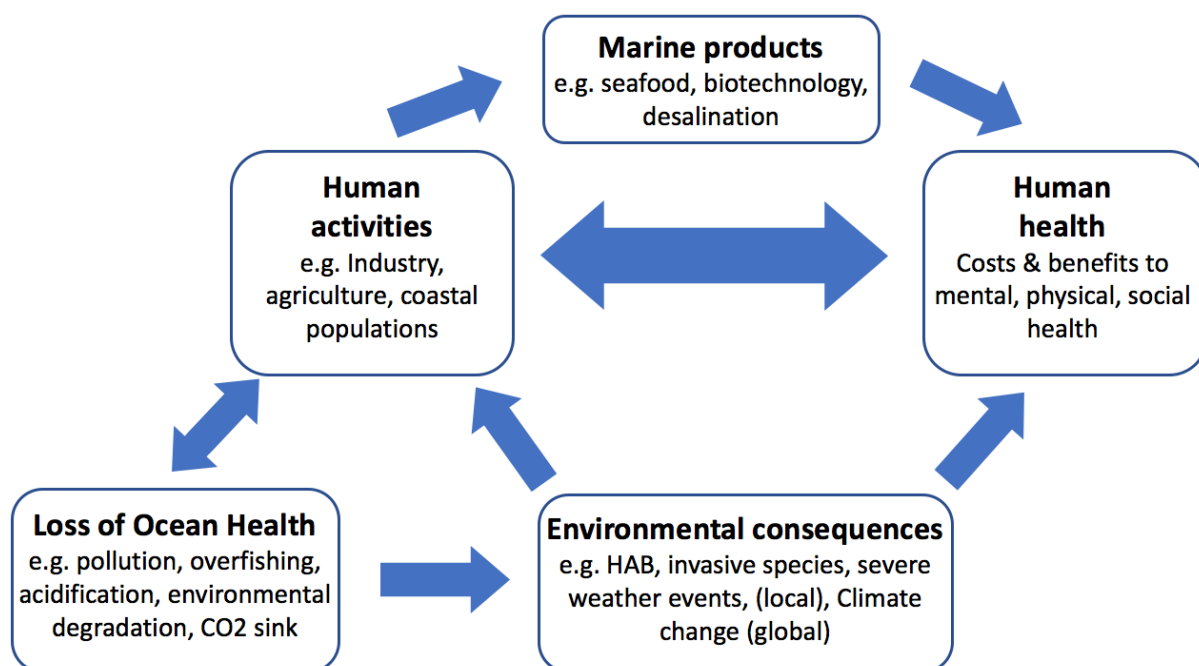 Marine products
e.g. seafood, biotechnology,
desalination
Human
activities
e.g. Industry,
agriculture, coastal
populations
Human
health
Costs & benefits to
mental, physical, social
health
Loss of Ocean Health
e.g. pollution, overfishing,
acidification, environmental
degradation, CO2 sink
Environmental consequences
e.g. HAB, invasive species, severe
weather events, (local), Climate
change (global)